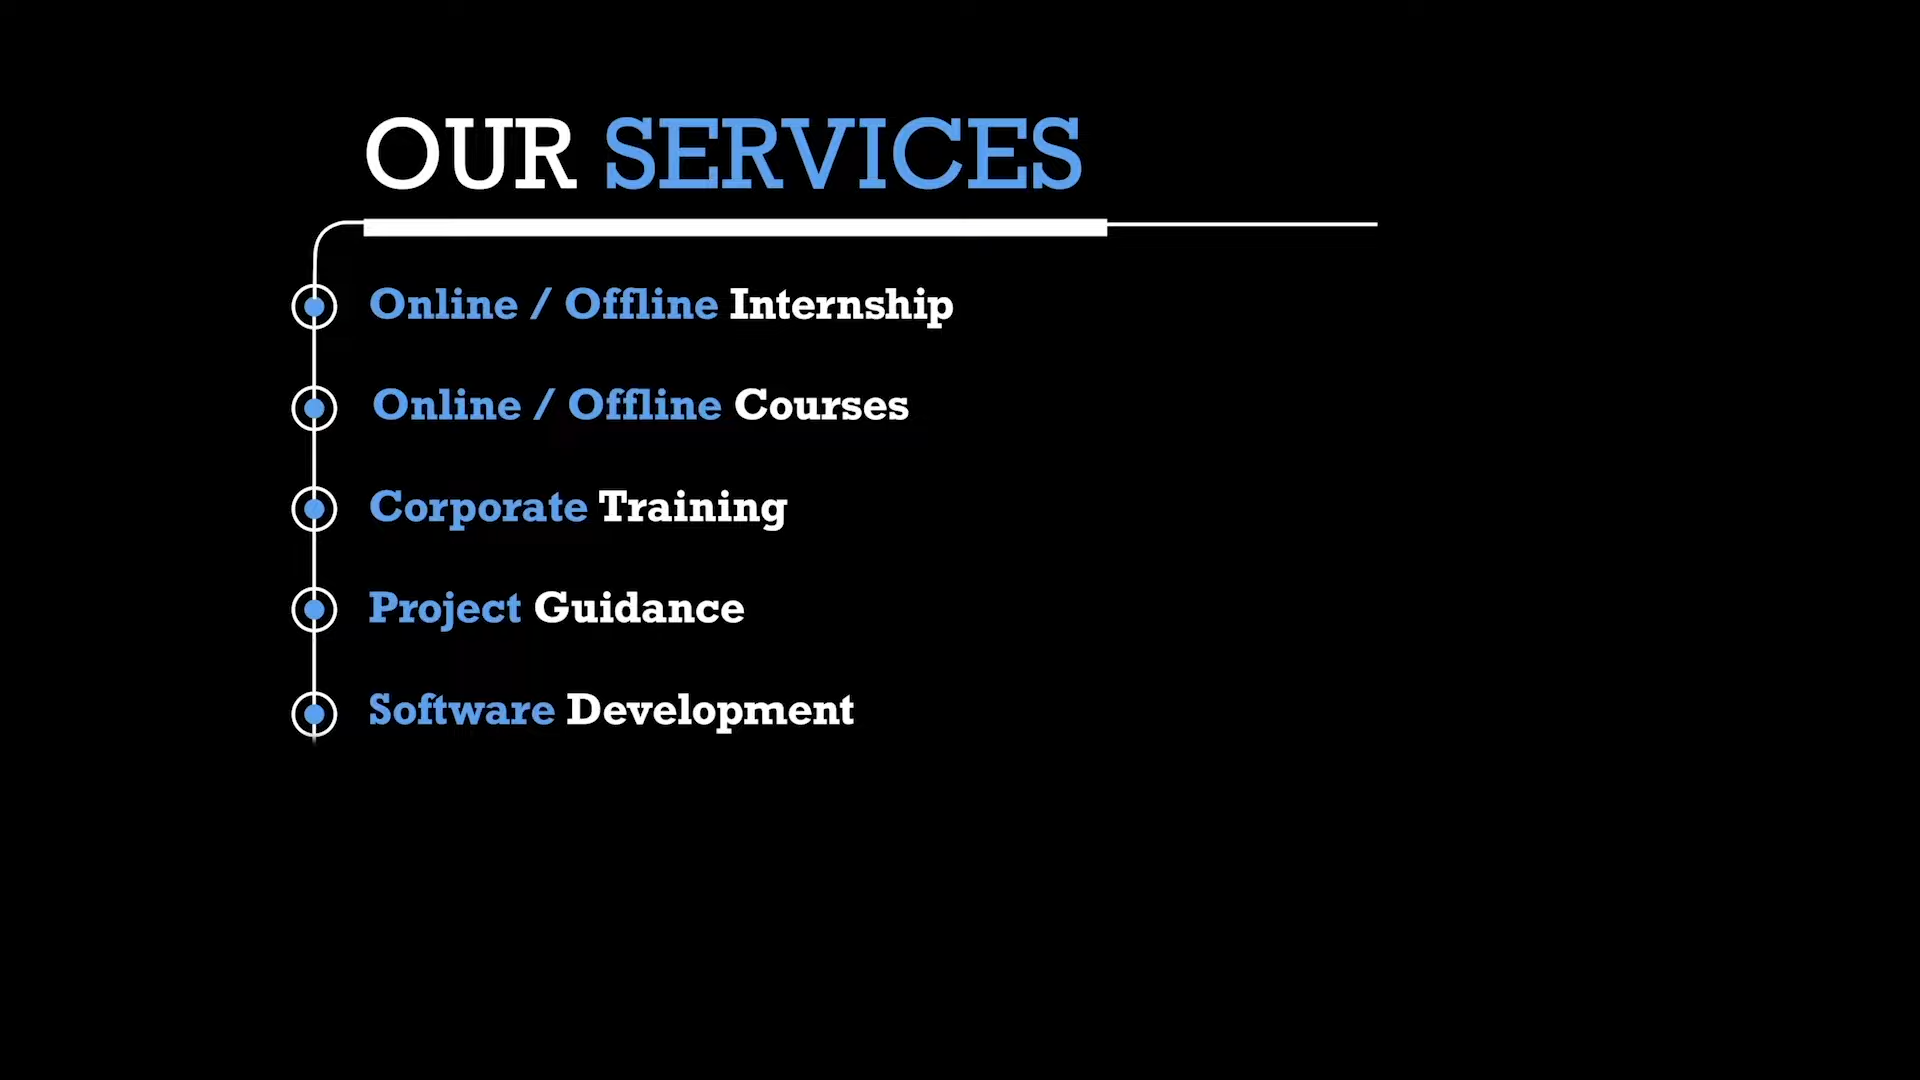 OUR SERVICES
Online / Offline Internship
Online / Offline Courses
Corporate Training
Project Guidance
Software Development